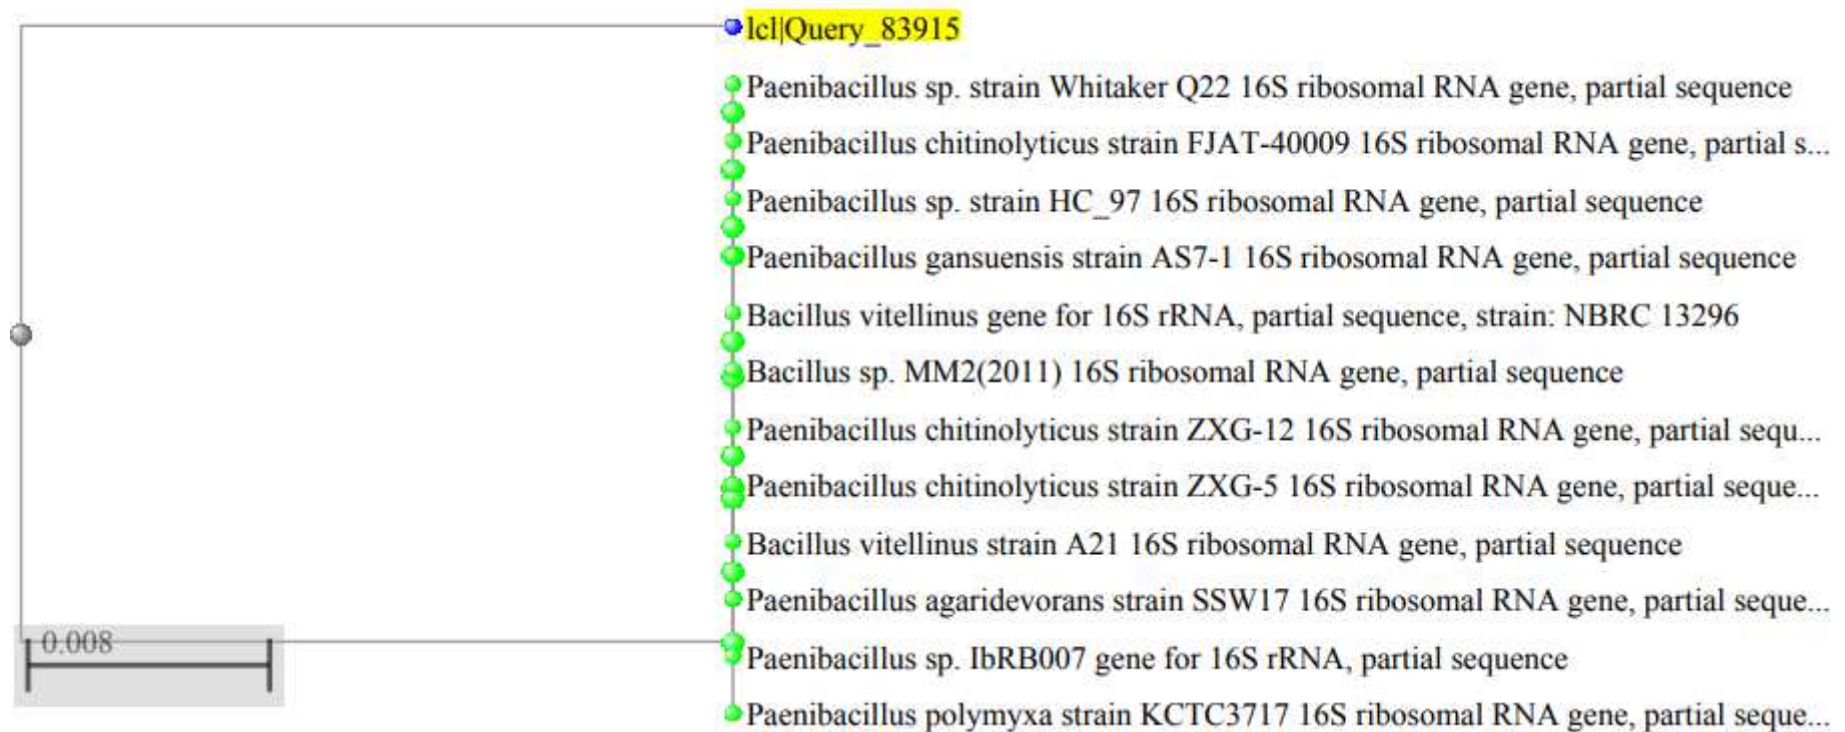 lcl|Query_83915
Paenibacillus sp. strain Whitaker Q22 16S ribosomal RNA gene, partial sequence
Paenibacillus chitinolyticus strain FJAT-40009 16S ribosomal RNA gene, partial s...
Paenibacillus sp. strain HC_97 16S ribosomal RNA gene, partial sequence
Paenibacillus gansuensis strain AS7-1 16S ribosomal RNA gene, partial sequence
Bacillus vitellinus gene for 16S rRNA, partial sequence, strain: NBRC 13296
Bacillus sp. MM2(2011) 16S ribosomal RNA gene, partial sequence
Paenibacillus chitinolyticus strain ZXG-12 16S ribosomal RNA gene, partial sequ...
Paenibacillus chitinolyticus strain ZXG-5 16S ribosomal RNA gene, partial seque...
Bacillus vitellinus strain A21 16S ribosomal RNA gene, partial sequence
Paenibacillus agaridevorans strain SSW17 16S ribosomal RNA gene, partial seque...
0.008
Paenibacillus sp. IbRB007 gene for 16S rRNA, partial sequence
Paenibacillus polymyxa strain KCTC3717 16S ribosomal RNA gene, partial seque...